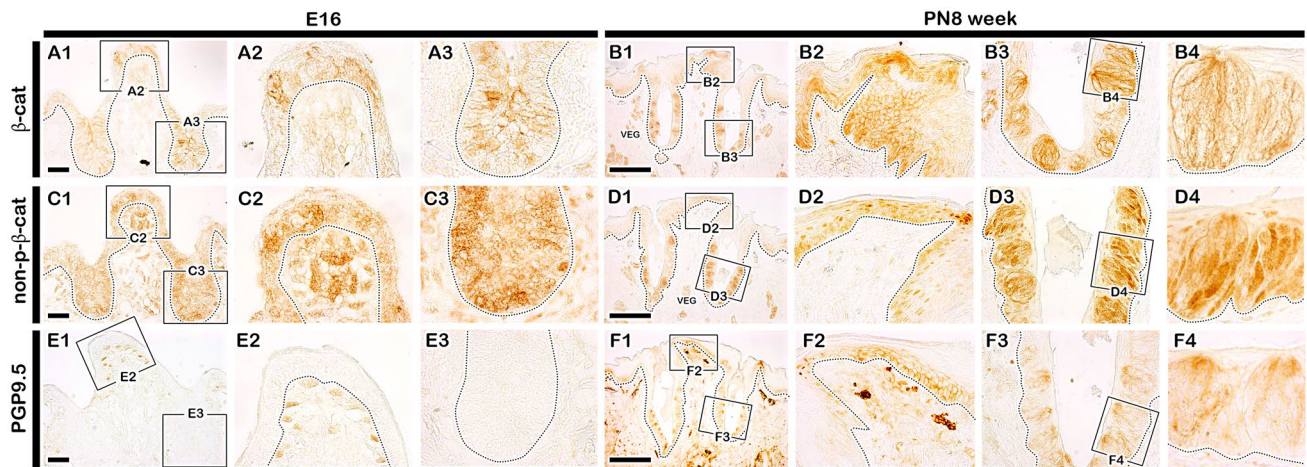 E16 PN8 week
β-cat
A1 A2 A3 B1 B2 B3 B4
A2 A3 B2 VEG B3 B4
non-p-β-cat
C1 C2 C3 D1 D2 D3 D4
C2 C3 D2 VEG D3 D4
PGP9.5
E1 E2 E3 F1 F2 F3 F4
E2 E3 F2 F3 F4